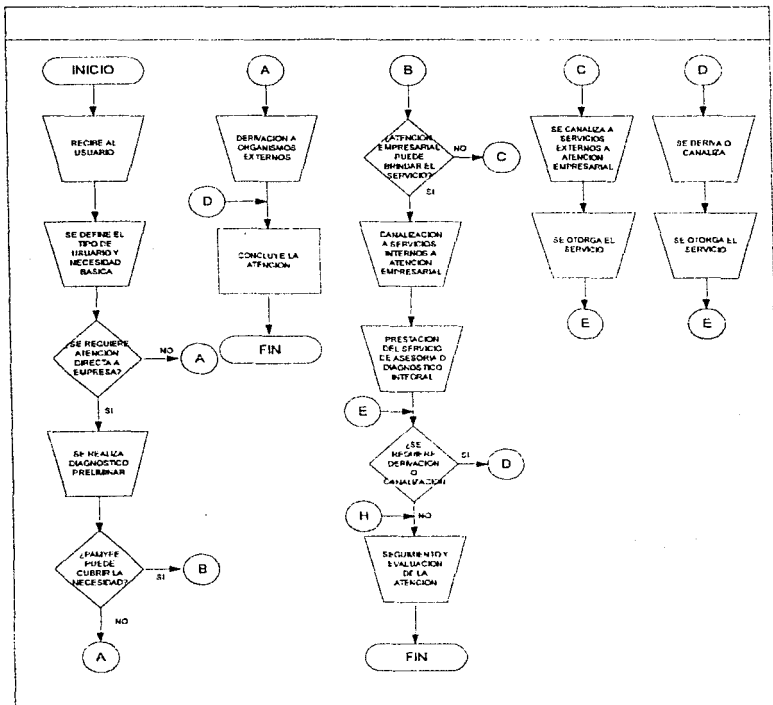 INICIO
RECIBE AL
USUARIO
SE DEFINE EL
TIPO DE
USUARIO Y
NECESIDAD
BASICA
¿SE REQUIERE
ATENCION
DIRECTA A
EMPRESA?
NO
A
SI
SE REALIZA
DIAGNOSTICO
PRELIMINAR
PUEDE
CUBRIR LA
NECESIDAD?
SI
B
NO
A
A
DERIVACION A
ORGANISMOS
EXTERNOS
D
CONCLUYE LA
ATENCION
FIN
B
¿ATENCION
EMPRESARIAL
PUEDE
BRINDAR EL
SERVICIO?
NO
C
SI
CANALIZACION
A SERVICIOS
INTERNOS A
ATENCION
EMPRESARIAL
PRESTACION
DEL SERVICIO
DE ASESORIA O
DIAGNOSTICO
INTEGRAL
E
¿SE
REQUIERE
DERIVACION
O
CANALIZACION
SI
D
H
NO
SEGUIMIENTO Y
EVALUACION
DE LA
ATENCION
FIN
C
SE CANALIZA A
SERVICIOS
EXTERNOS A
ATENCION
EMPRESARIAL
SE OTORGA EL
SERVICIO
E
D
SE DERIVA O
CANALIZA
SE OTORGA EL
SERVICIO
E